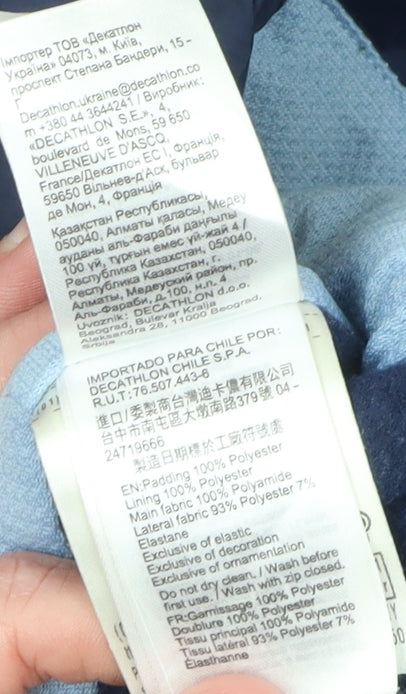 Імпортер ТОВ «Декатлон
Україна» 04073, м. Київ,
проспект Степана Бандери, 15-
Г
Decathlon.ukraine@decathlon.co
m +380 44 3644241 / Виробник:
«DECATHLON S.E.», 4,
boulevard de Mons, 59 650
VILLENEUVE D'ASCQ,
France/Декатлон ЕС І, Франція,
59650 Вільнев-д'Аск, бульвар
де Мон, 4, Франція
Қазақстан Республикасы,
050040, Алматы қаласы, Медеу
ауданы аль-Фараби даңғылы
100 үй, тұрғын емес үй-жай 4 /
Республика Казахстан, 050040,
Республика Казахстан, г.
Алматы, Медеуский район, пр.
Аль-Фараби, д.100, н.п. 4
Uvoznik: DECATHLON d.o.o.
Beograd, Bulevar Kralja
Aleksandra 28, 11000 Beograd,
Srbija
IMPORTADO PARA CHILE POR:
DECATHLON CHILE S.P.A.
R.U.T:76.507.443-6
進口/委製商台灣迪卡儂有限公司
台中市南屯區大墩南路379號 04-
24719666
製造日期標於工廠符號處
EN:Padding 100% Polyester
Lining 100% Polyester
Main fabric 100% Polyamide
Lateral fabric 93% Polyester 7%
Elastane
Exclusive of elastic
Exclusive of decoration
Exclusive of ornamentation
Do not dry clean. / Wash before
first use. / Wash with zip closed.
FR:Garnissage 100% Polyester
Doublure 100% Polyester
Tissu principal 100% Polyamide
Tissu latéral 93% Polyester 7%
Élasthanne